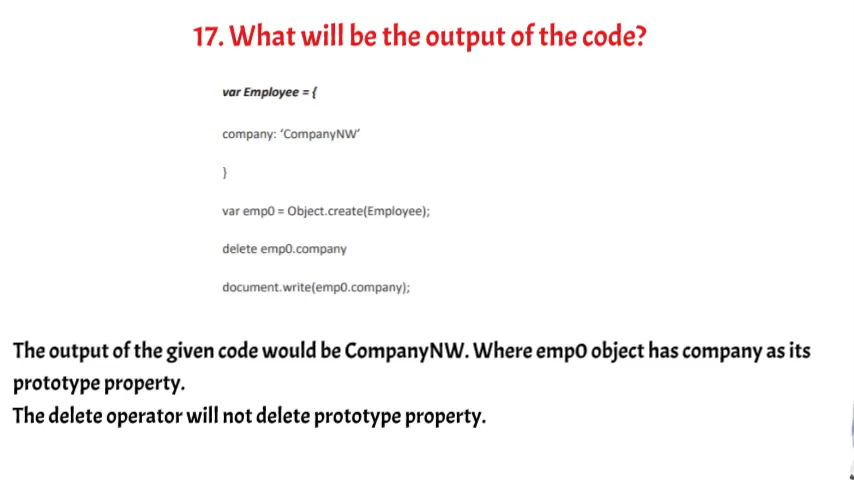 17. What will be the output of the code?
var Employee = {
company: ‘CompanyNW’
}
var emp0 = Object.create(Employee);
delete emp0.company
document.write(emp0.company);
The output of the given code would be CompanyNW. Where emp0 object has company as its
prototype property.
The delete operator will not delete prototype property.